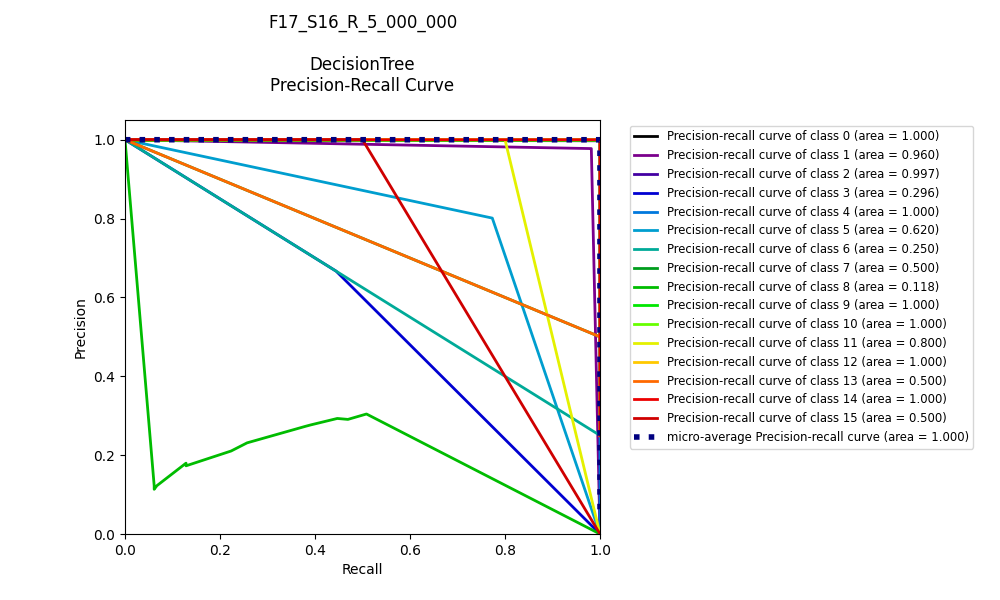 F17_S16_R_5_000_000
DecisionTree
Precision-Recall Curve
1.0
0.8
0.6
0.4
0.2
0.0
Precision
0.0 0.2 0.4 0.6 0.8 1.0
Recall
Precision-recall curve of class 0 (area = 1.000)
Precision-recall curve of class 1 (area = 0.960)
Precision-recall curve of class 2 (area = 0.997)
Precision-recall curve of class 3 (area = 0.296)
Precision-recall curve of class 4 (area = 1.000)
Precision-recall curve of class 5 (area = 0.620)
Precision-recall curve of class 6 (area = 0.250)
Precision-recall curve of class 7 (area = 0.500)
Precision-recall curve of class 8 (area = 0.118)
Precision-recall curve of class 9 (area = 1.000)
Precision-recall curve of class 10 (area = 1.000)
Precision-recall curve of class 11 (area = 0.800)
Precision-recall curve of class 12 (area = 1.000)
Precision-recall curve of class 13 (area = 0.500)
Precision-recall curve of class 14 (area = 1.000)
Precision-recall curve of class 15 (area = 0.500)
micro-average Precision-recall curve (area = 1.000)